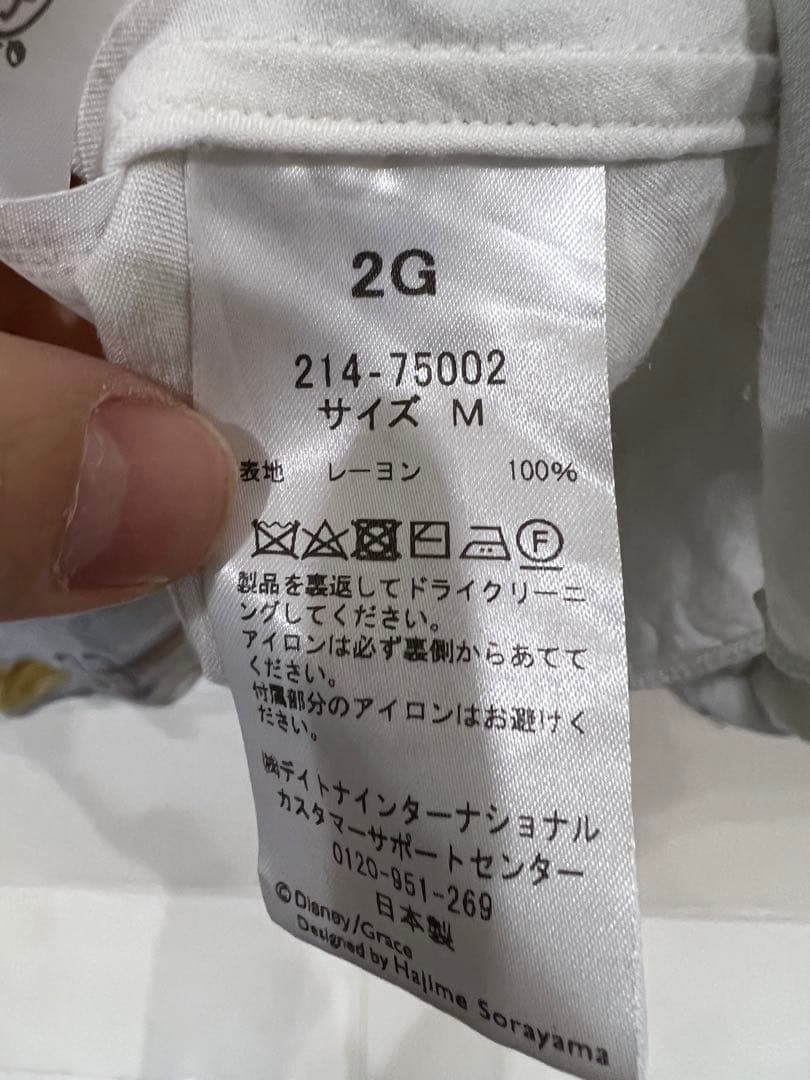 2G
214-75002
サイズ M
表地 レーヨン 100%
F
製品を裏返してドライクリーニ
ングしてください。
アイロンは必ず裏側からあてて
ください。
付属部分のアイロンはお避けく
ださい。
㈱デイトナインターナショナル
カスタマーサポートセンター
0120-951-269
日本製
©Disney/Grace
Designed by Hajime Sorayama